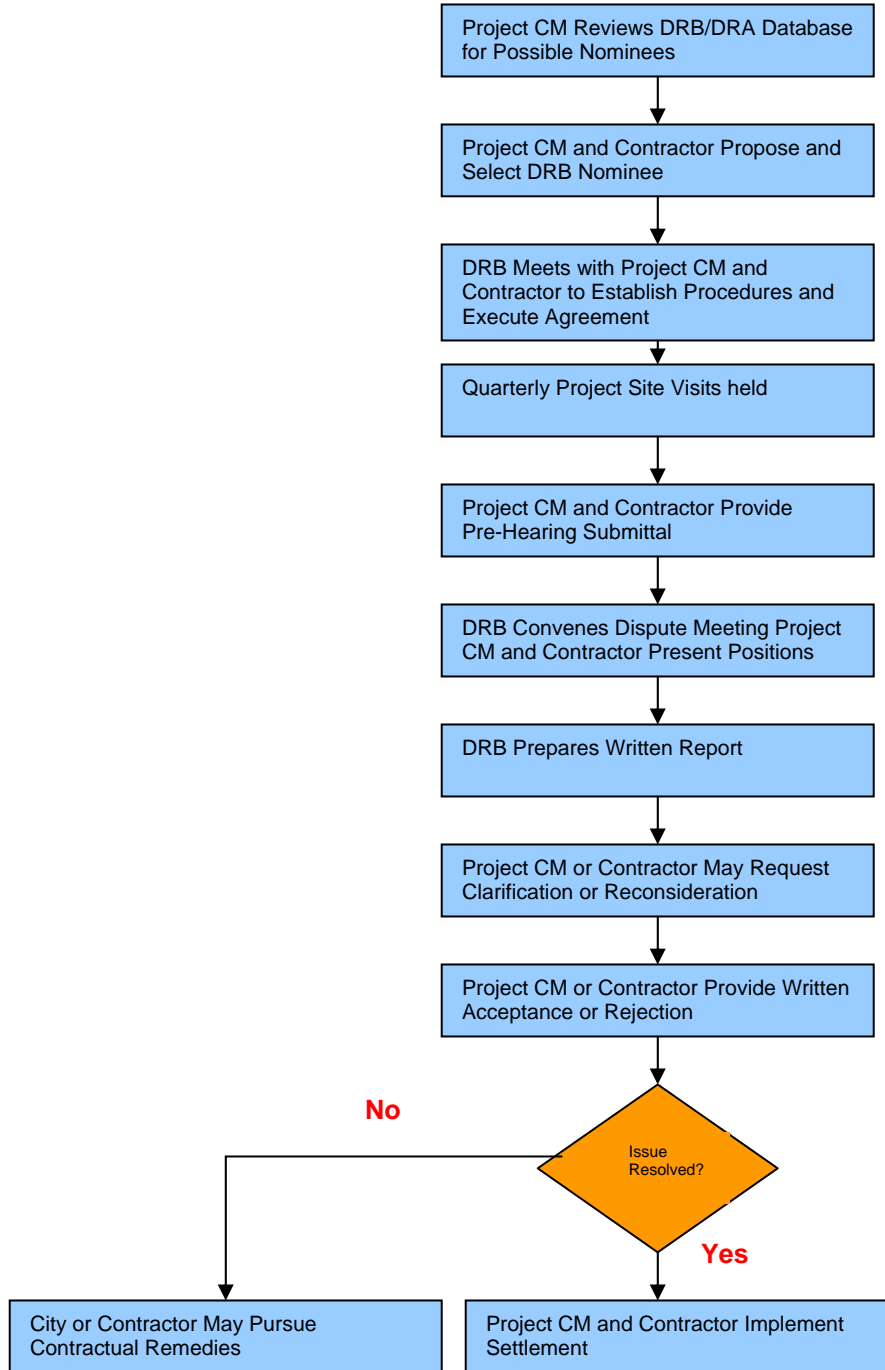 Project CM Reviews DRB/DRA Database
for Possible Nominees
Project CM and Contractor Propose and
Select DRB Nominee
DRB Meets with Project CM and
Contractor to Establish Procedures and
Execute Agreement
Quarterly Project Site Visits held
Project CM and Contractor Provide
Pre-Hearing Submittal
DRB Convenes Dispute Meeting Project
CM and Contractor Present Positions
DRB Prepares Written Report
Project CM or Contractor May Request
Clarification or Reconsideration
Project CM or Contractor Provide Written
Acceptance or Rejection
No
Issue
Resolved?
Yes
City or Contractor May Pursue
Contractual Remedies
Project CM and Contractor Implement
Settlement